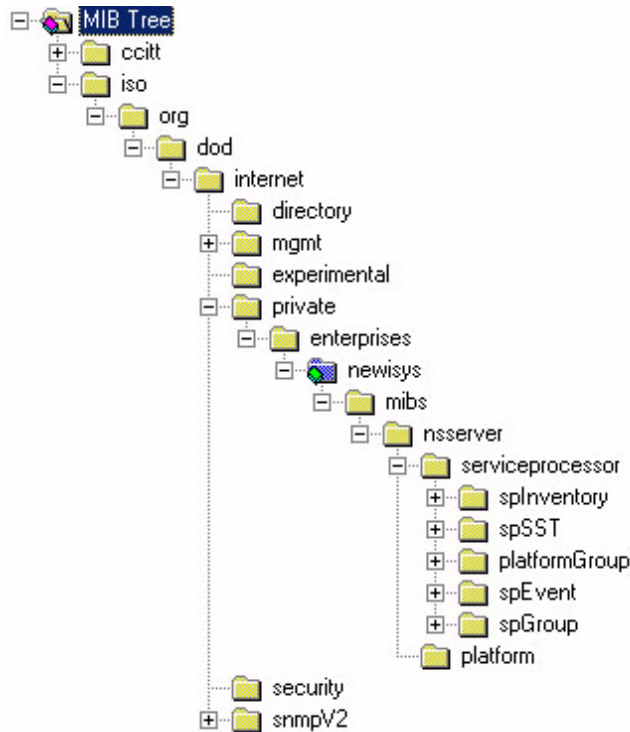 MIB Tree
ccitt
iso
org
dod
internet
directory
mgmt
experimental
private
enterprises
newisys
mibs
nsserver
serviceprocessor
spInventory
spSST
platformGroup
spEvent
spGroup
platform
security
snmpV2